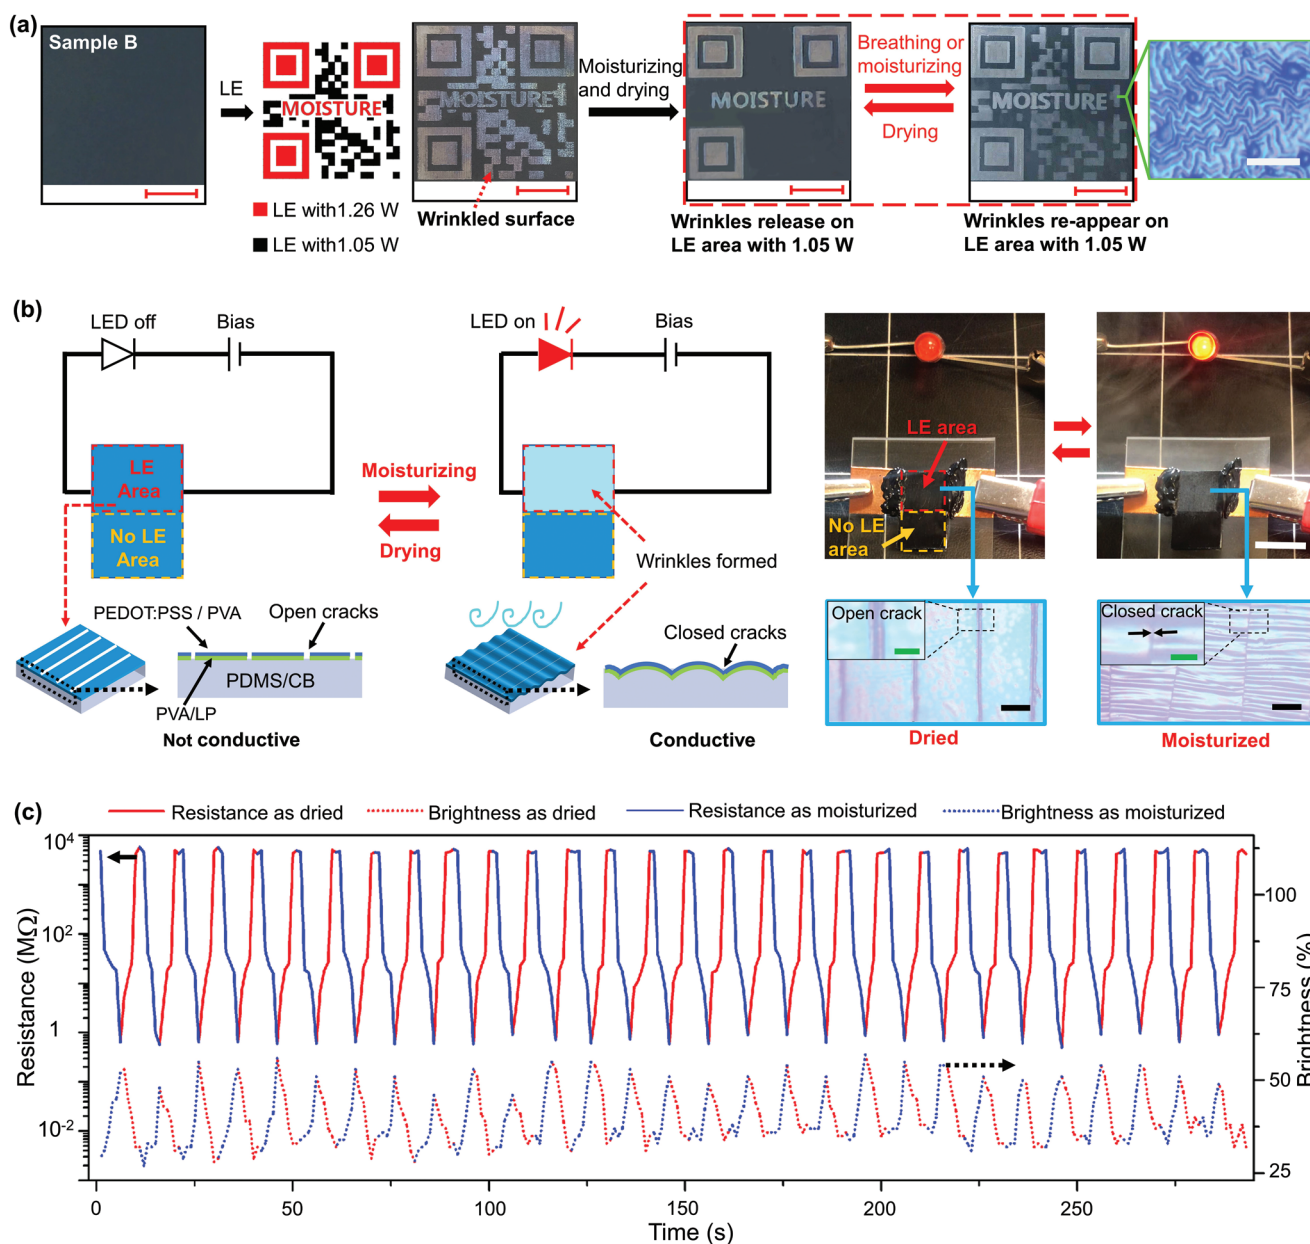 (a)
Sample B
LE
MOISTURE
LE with1.26 W
LE with1.05 W
MOISTURE
Wrinkled surface
Moisturizing
and drying
MOISTURE
Wrinkles release on
LE area with 1.05 W
Breathing or
moisturizing
Drying
MOISTURE
Wrinkles re-appear on
LE area with 1.05 W
(b)
LED off
Bias
LE
Area
No LE
Area
PEDOT:PSS / PVA
Open cracks
PDMS/CB
PVA/LP
Not conductive
Moisturizing
Drying
LED on
Bias
Wrinkles formed
Closed cracks
Conductive
LE area
No LE
area
Open crack
Dried
Closed crack
Moisturized
(c)
Resistance as dried
Brightness as dried
Resistance as moisturized
Brightness as moisturized
Resistance (MΩ)
10^4
10^2
1
10^-2
0
50
100
150
200
250
Time (s)
100
75
50
25
Brightness (%)